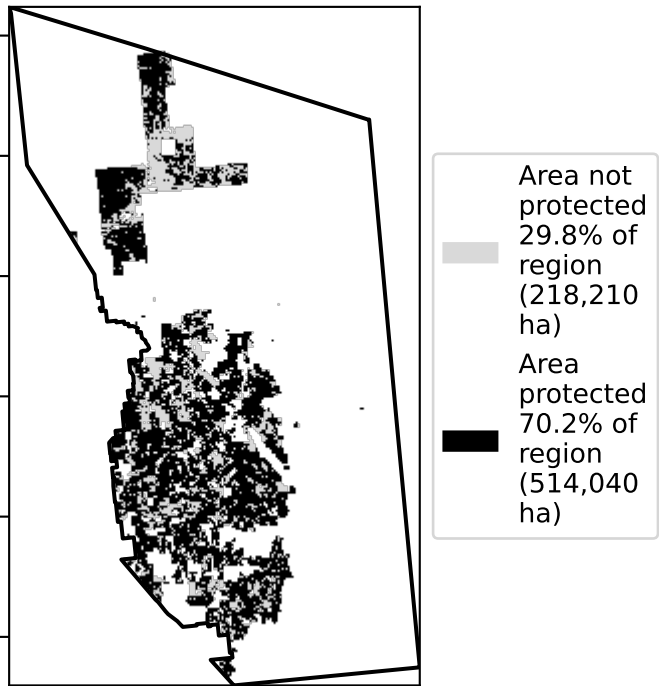 Area not
protected
29.8% of
region
(218,210
ha)
Area
protected
70.2% of
region
(514,040
ha)